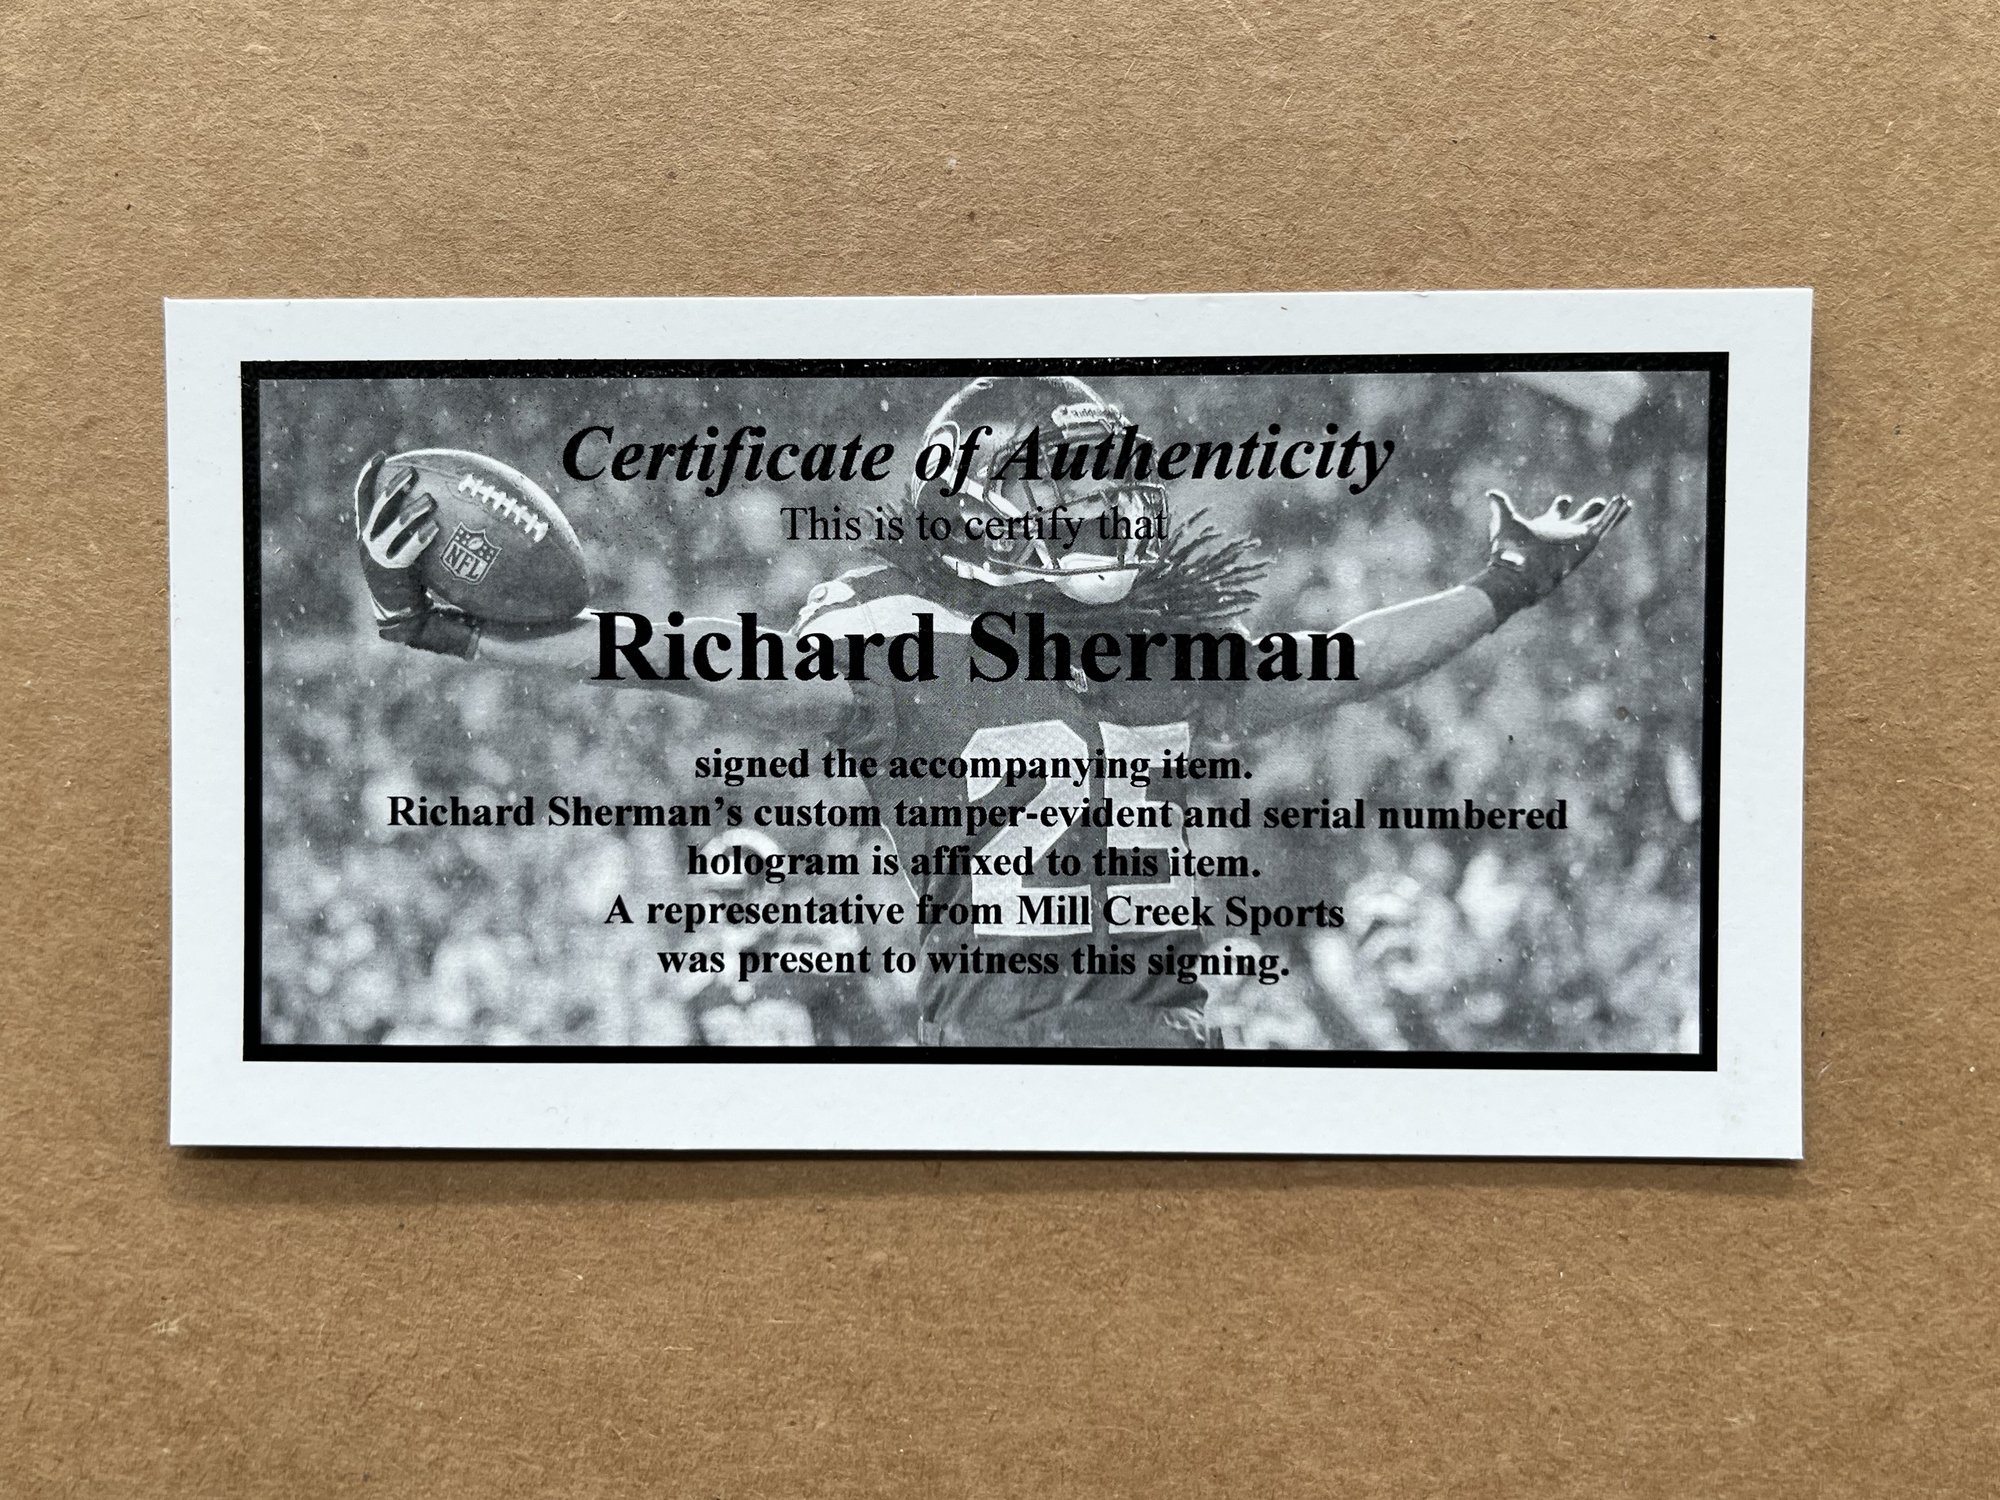 Certificate of Authenticity
This is to certify that
Richard Sherman
signed the accompanying item.
Richard Sherman’s custom tamper-evident and serial numbered
hologram is affixed to this item.
A representative from Mill Creek Sports
was present to witness this signing.
NFL
25